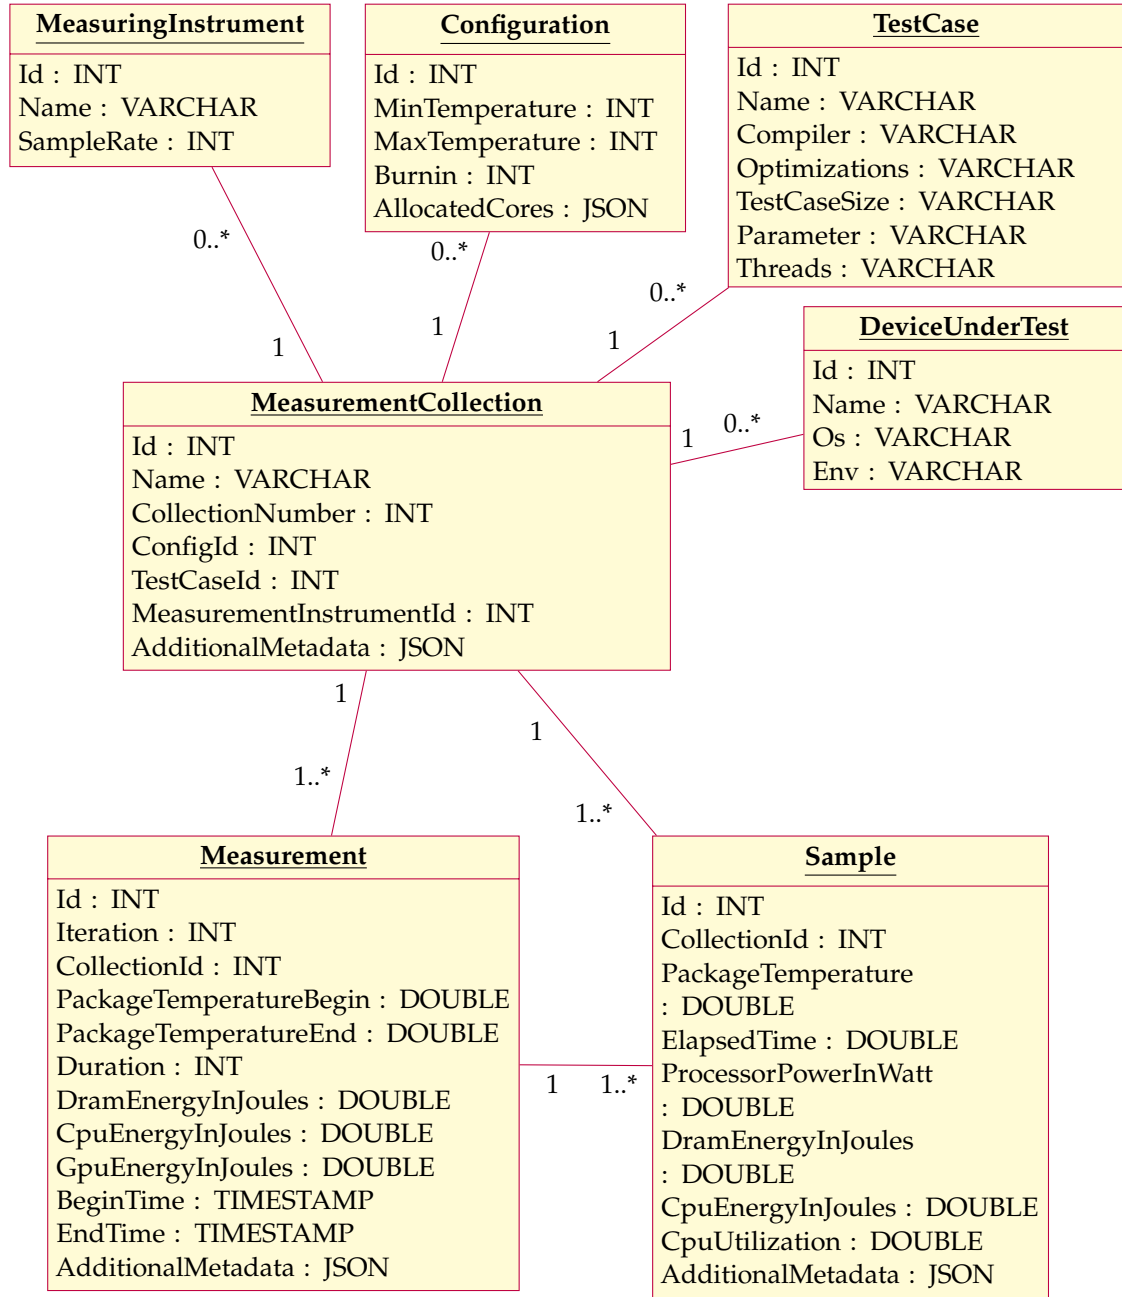 MeasuringInstrument
Id : INT
Name : VARCHAR
SampleRate : INT
Configuration
Id : INT
MinTemperature : INT
MaxTemperature : INT
Burnin : INT
AllocatedCores : JSON
TestCase
Id : INT
Name : VARCHAR
Compiler : VARCHAR
Optimizations : VARCHAR
TestCaseSize : VARCHAR
Parameter : VARCHAR
Threads : VARCHAR
0..*
1
0..*
1
0..*
1
DeviceUnderTest
Id : INT
Name : VARCHAR
Os : VARCHAR
Env : VARCHAR
1
0..*
MeasurementCollection
Id : INT
Name : VARCHAR
CollectionNumber : INT
ConfigId : INT
TestCaseId : INT
MeasurementInstrumentId : INT
AdditionalMetadata : JSON
1
1..*
1
1..*
Measurement
Id : INT
Iteration : INT
CollectionId : INT
PackageTemperatureBegin : DOUBLE
PackageTemperatureEnd : DOUBLE
Duration : INT
DramEnergyInJoules : DOUBLE
CpuEnergyInJoules : DOUBLE
GpuEnergyInJoules : DOUBLE
BeginTime : TIMESTAMP
EndTime : TIMESTAMP
AdditionalMetadata : JSON
1
1..*
Sample
Id : INT
CollectionId : INT
PackageTemperature
: DOUBLE
ElapsedTime : DOUBLE
ProcessorPowerInWatt
: DOUBLE
DramEnergyInJoules
: DOUBLE
CpuEnergyInJoules : DOUBLE
CpuUtilization : DOUBLE
AdditionalMetadata : JSON